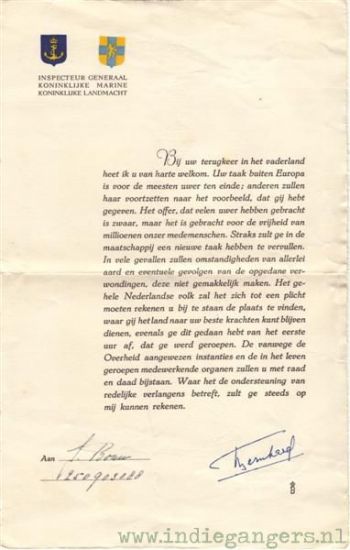 INSPECTEUR GENERAAL
KONINKLIJKE MARINE
KONINKLIJKE LANDMACHT
Bij uw terugkeer in het vaderland
heet ik u van harte welkom. Uw taak buiten Europa
is voor de meesten uwer ten einde; anderen zullen
haar voortzetten naar het voorbeeld, dat gij hebt
gegeven. Het offer, dat velen uwer hebben gebracht
is zwaar, maar het is gebracht voor de vrijheid van
millioenen onzer medemenschen. Straks zult ge in de
maatschappij een nieuwe taak hebben te vervullen.
In vele gevallen zullen omstandigheden van allerlei
aard en eventuele gevolgen van de opgedane ver-
wondingen, deze niet gemakkelijk maken. Het ge-
hele Nederlandse volk zal het zich tot een plicht
moeten rekenen u bij te staan de plaats te vinden,
waar gij het land naar uw beste krachten kunt blijven
dienen, evenals ge dit gedaan hebt van het eerste
uur af, dat ge werd geroepen. De vanwege de
Overheid aangewezen instanties en de in het leven
geroepen medewerkende organen zullen u met raad
en daad bijstaan. Waar het de ondersteuning van
redelijke verlangens betreft, zult ge steeds op
mij kunnen rekenen.
Aan
Bernhard
www.indiegangers.nl